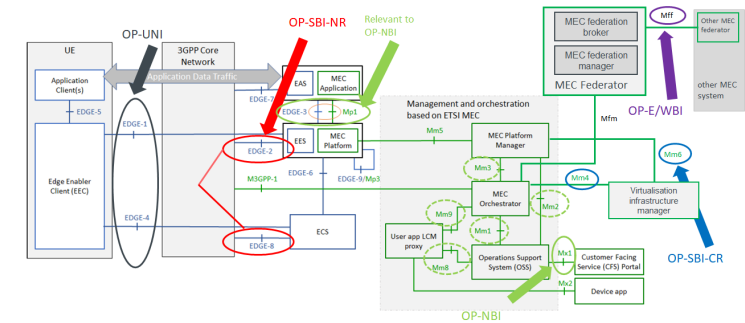 OP-UNI
OP-SBI-NR
Relevant to
OP-NBI
UE
3GPP Core
Network
Application
Client(s)
Application Data Traffic
EDGE-5
EDGE-1
Edge Enabler
Client (EEC)
EDGE-4
EDGE-7
EAS
MEC
Application
EDGE-3
Mp1
EES
MEC
Platform
EDGE-2
M3GPP-1
EDGE-6
EDGE-9/Mp3
ECS
EDGE-8
Management and orchestration
based on ETSI MEC
Mm5
MEC Platform
Manager
Mm3
MEC
Orchestrator
Mm2
Mm9
Mm1
User app LCM
proxy
Mm8
Operations Support
System (OSS)
OP-NBI
Mx1
Customer Facing
Service (CFS) Portal
Mx2
Device app
MEC federation
broker
MEC federation
manager
MEC Federator
Mfm
Mff
Other MEC
federator
other MEC
system
OP-E/WBI
Mm4
Mm6
Virtualisation
infrastructure
manager
OP-SBI-CR